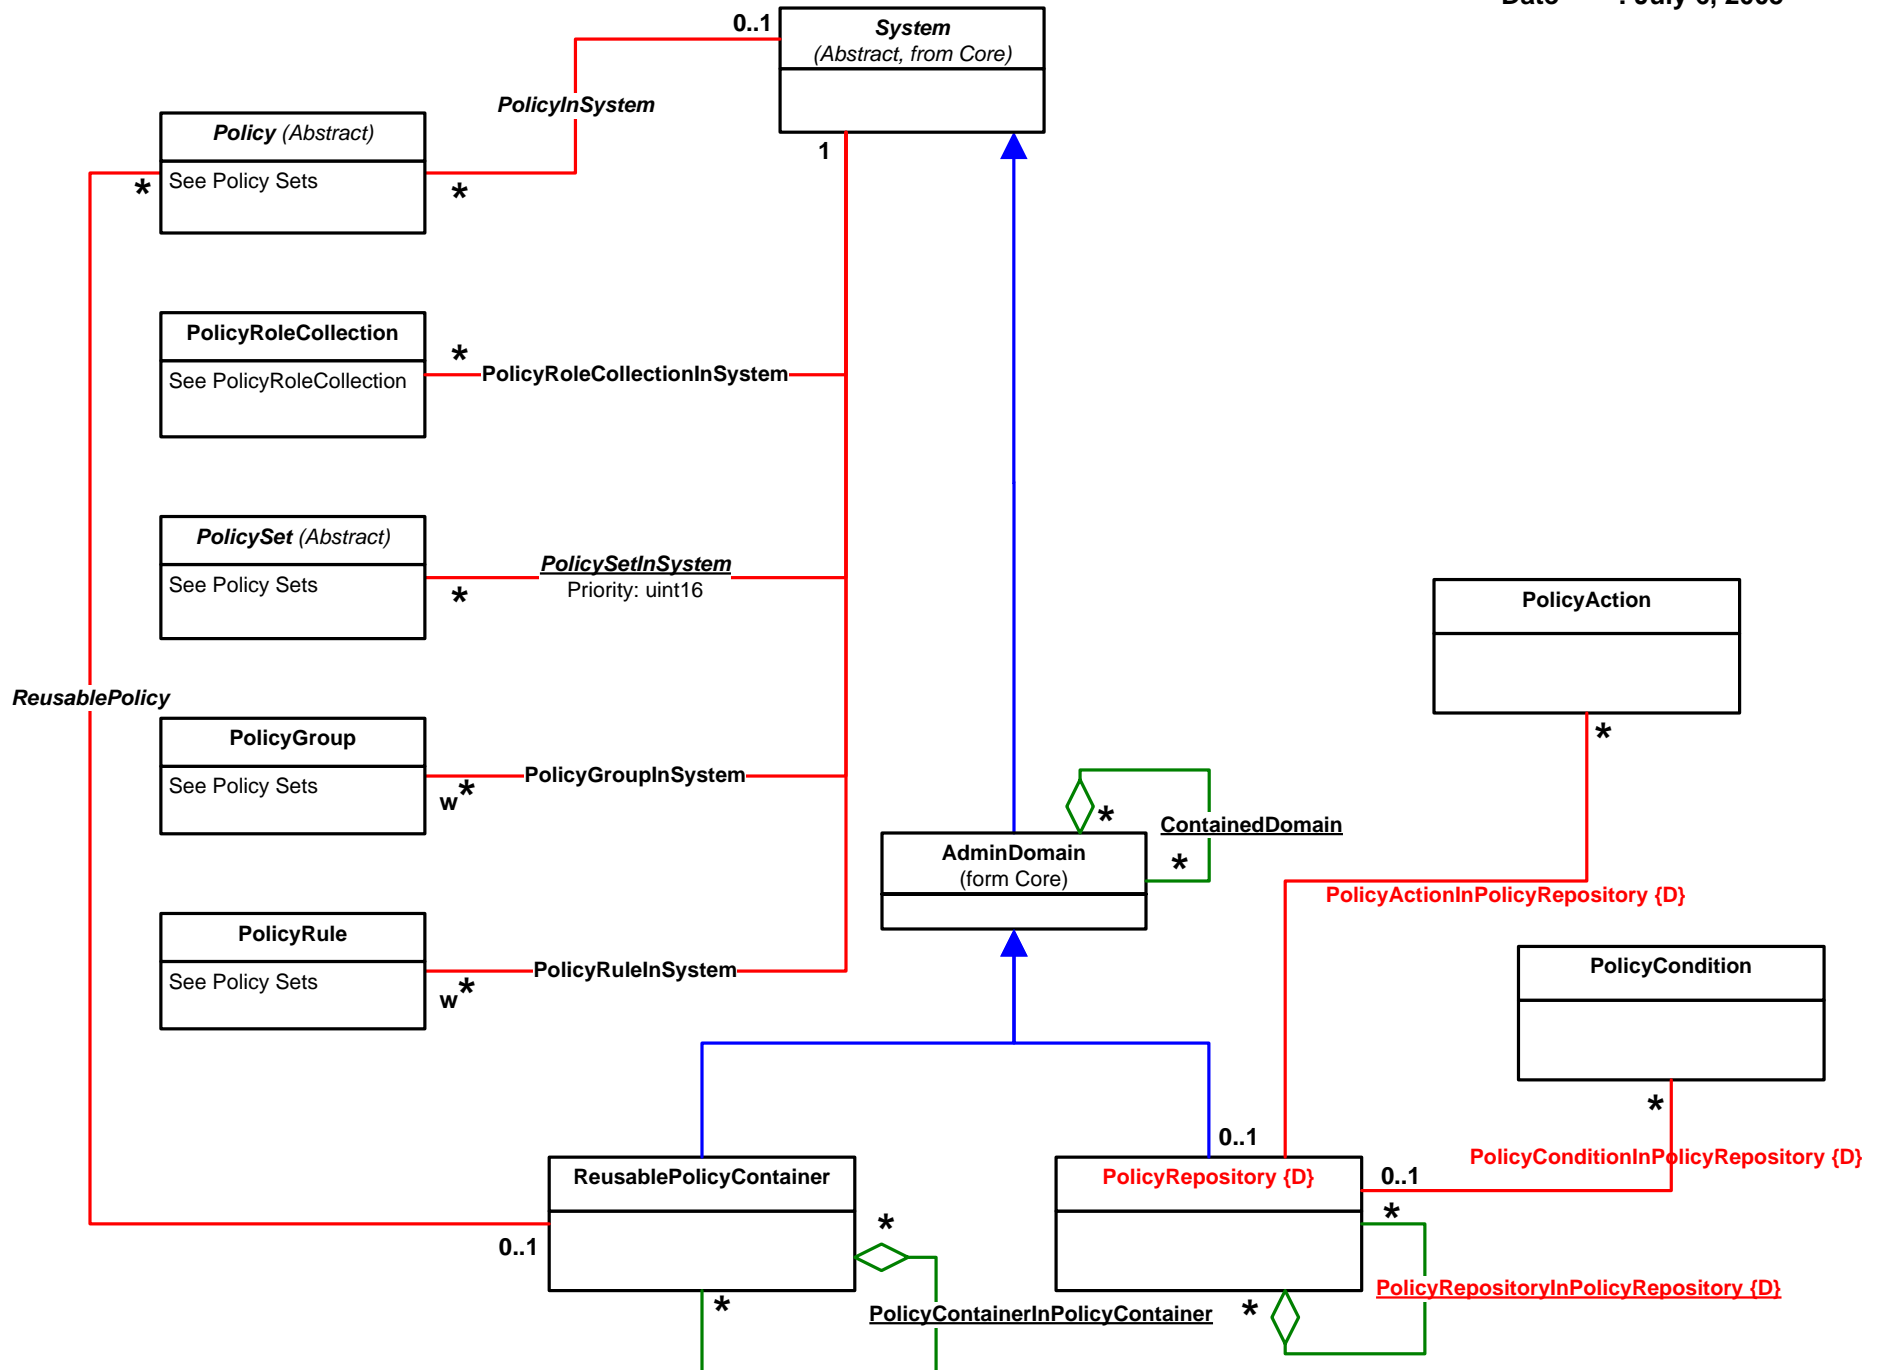 0..1
System
(Abstract, from Core)
PolicyInSystem
Policy (Abstract)
1
See Policy Sets
*
*
PolicyRoleCollection
*
See PolicyRoleCollection
PolicyRoleCollectionInSystem
PolicySet (Abstract)
PolicySetInSystem
See Policy Sets
*
Priority: uint16
PolicyAction
ReusablePolicy
PolicyGroup
*
PolicyGroupInSystem
See Policy Sets
w*
*
ContainedDomain
AdminDomain
*
(form Core)
PolicyActionInPolicyRepository {D}
PolicyRule
PolicyCondition
PolicyRuleInSystem
See Policy Sets
w*
*
0..1
PolicyConditionInPolicyRepository {D}
ReusablePolicyContainer
PolicyRepository {D}
0..1
*
*
0..1
PolicyRepositoryInPolicyRepository {D}
*
PolicyContainerInPolicyContainer
*